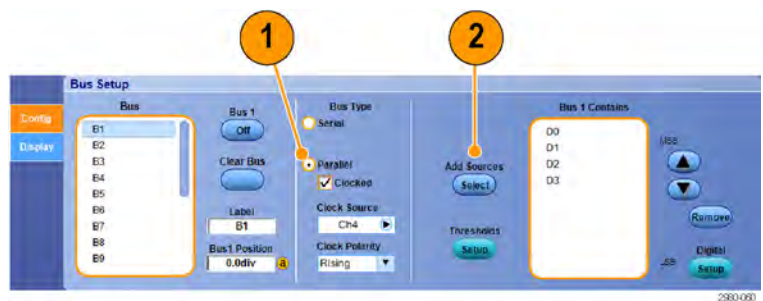 1
2
Bus Setup
Config
Display
Bus
B1
B2
B3
B4
B5
B6
B7
B8
B9
Bus 1
Off
Clear Bus
Label
B1
Bus1 Position
0.0div
a
Bus Type
Serial
Parallel
Clocked
Clock Source
Ch4
Clock Polarity
Rising
Add Sources
Select
Thresholds
Setup
Bus 1 Contains
D0
D1
D2
D3
MSB
Remove
LSB
Digital
Setup
2980-060